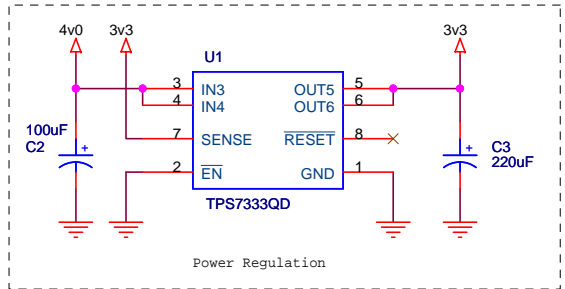 4v0
3v3
3v3
U1
3 IN3 OUT5 5
4 IN4 OUT6 6
100uF
C2
7 SENSE RESET 8
C3
220uF
2 EN GND 1
TPS7333QD
Power Regulation